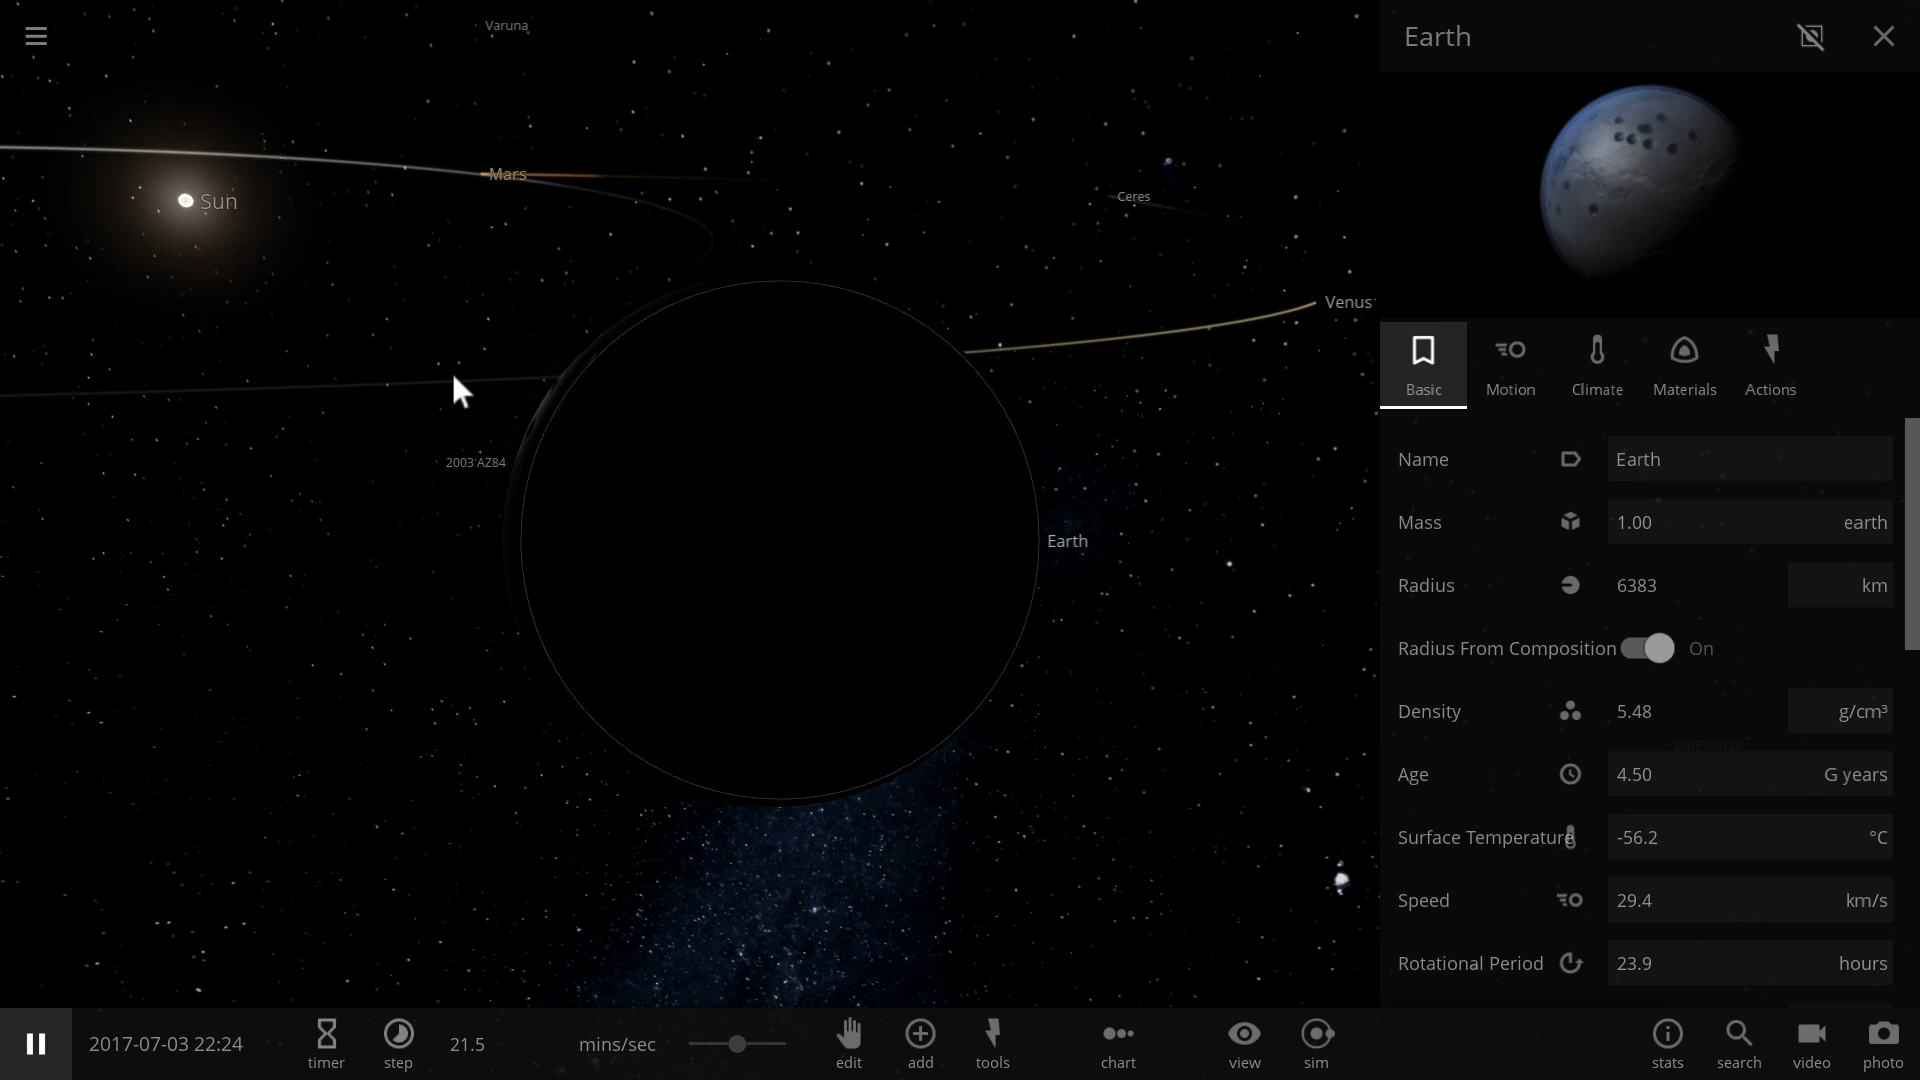 Varuna
Mars
Sun
Ceres
Venus
2003 AZ84
Earth
Earth
Basic
Motion
Climate
Materials
Actions
Name Earth
Mass 1.00 earth
Radius 6383 km
Radius From Composition On
Density 5.48 g/cm³
2007 UK126
Age 4.50 G years
Surface Temperature -56.2 °C
Speed 29.4 km/s
Rotational Period 23.9 hours
2017-07-03 22:24
timer
step
21.5 mins/sec
edit
add
tools
chart
view
sim
stats
search
video
photo